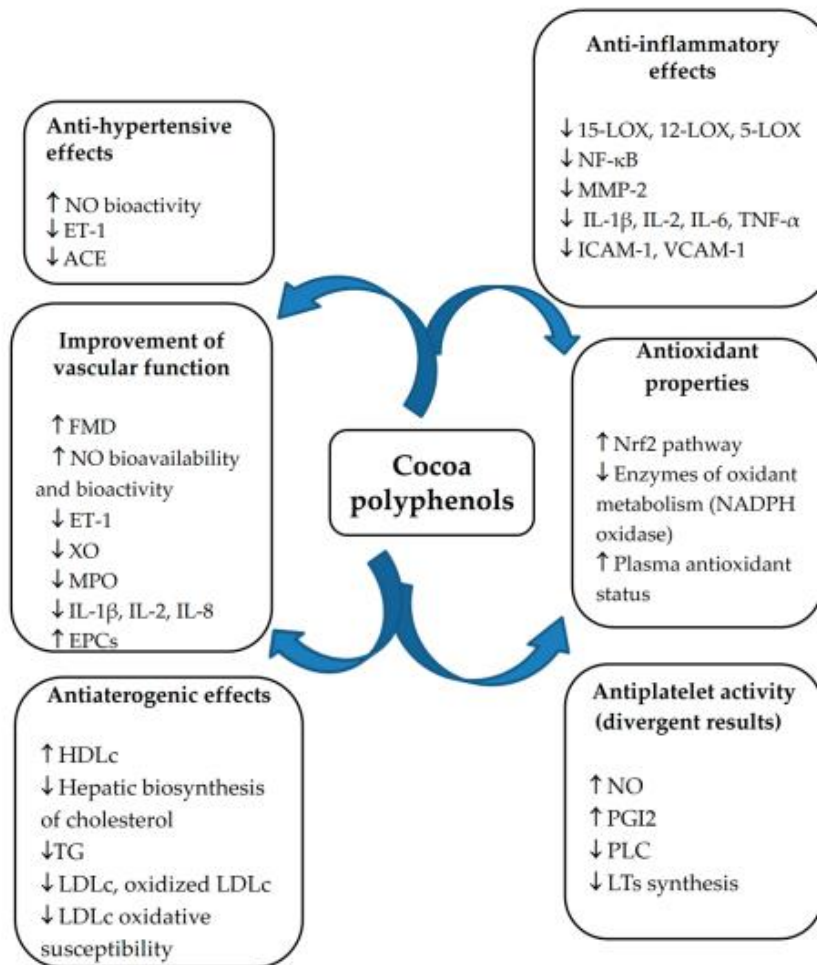 Anti-hypertensive
effects
↑ NO bioactivity
↓ ET-1
↓ ACE
Improvement of
vascular function
↑ FMD
↑ NO bioavailability
and bioactivity
↓ ET-1
↓ XO
↓ MPO
↓ IL-1β, IL-2, IL-8
↑ EPCs
Antiaterogenic effects
↑ HDLc
↓ Hepatic biosynthesis
of cholesterol
↓TG
↓ LDLc, oxidized LDLc
↓ LDLc oxidative
susceptibility
Cocoa
polyphenols
Anti-inflammatory
effects
↓ 15-LOX, 12-LOX, 5-LOX
↓ NF-κB
↓ MMP-2
↓ IL-1β, IL-2, IL-6, TNF-α
↓ ICAM-1, VCAM-1
Antioxidant
properties
↑ Nrf2 pathway
↓ Enzymes of oxidant
metabolism (NADPH
oxidase)
↑ Plasma antioxidant
status
Antiplatelet activity
(divergent results)
↑ NO
↑ PGI2
↓ PLC
↓ LTs synthesis